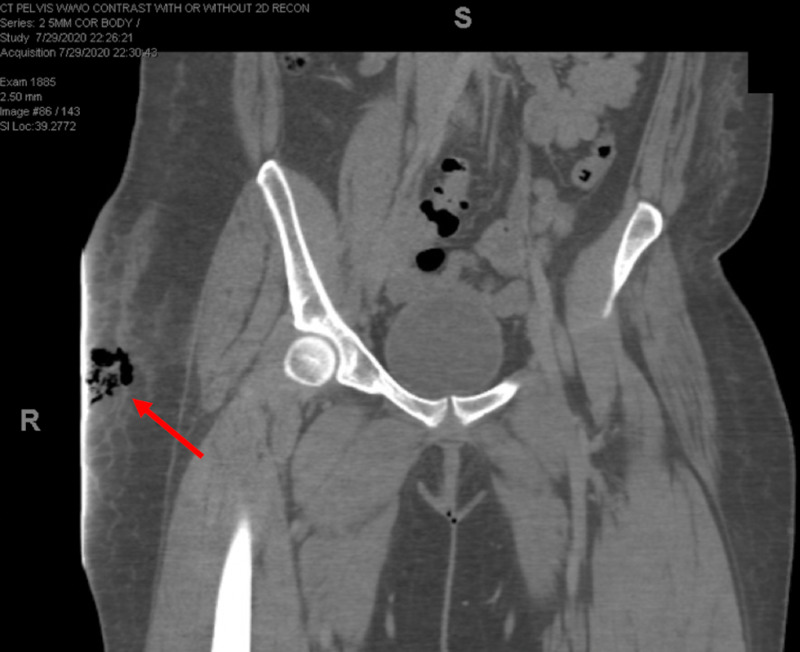 CT PELVIS W/WO CONTRAST WITH OR WITHOUT 2D RECON
Series: 2 5MM COR BODY /
Study 7/29/2020 22:26:21
Acquisition 7/29/2020 22:30:43
Exam 1885
2.50 mm
Image #86 / 143
SI Loc:39.2772
S
R